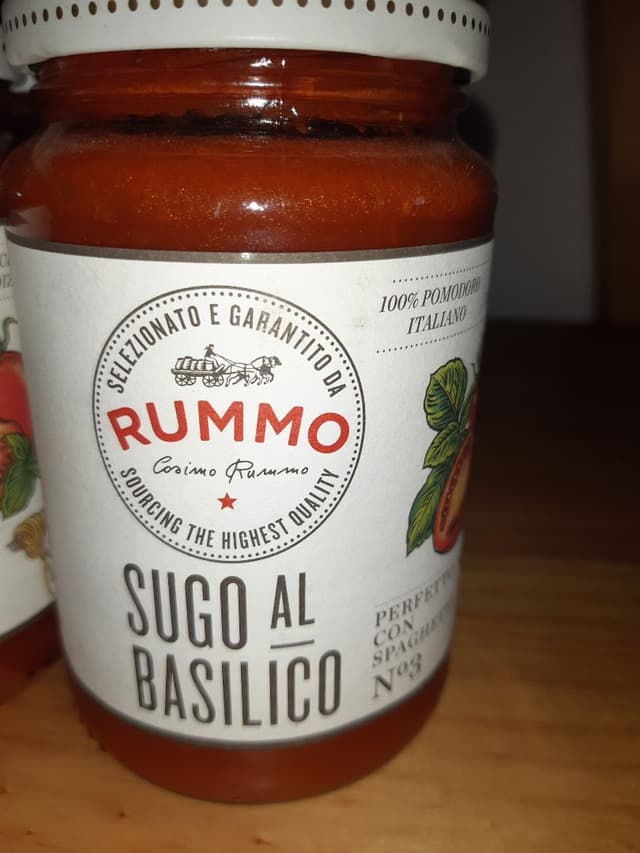 SELEZIONATO E GARANTITO DA
RUMMO
Cosimo Rummo
SOURCING THE HIGHEST QUALITY
SUGO AL
BASILICO
100% POMODORO
ITALIANO
PERFETTO
CON
SPAGHETTI
Nº3